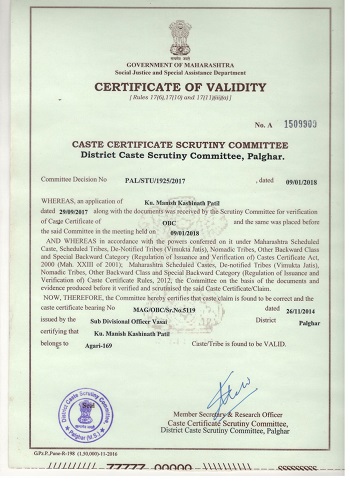 GOVERNMENT OF MAHARASHTRA
Social Justice and Special Assistance Department
CERTIFICATE OF VALIDITY
[ Rules 17(6),17(10) and
No. A 1509909
CASTE CERTIFICATE SCRUTINY COMMITTEE
District Caste Scrutiny Committee, Palghar.
Committee Decision No PAL/STU/1925/2017 , dated 09/01/2018
WHEREAS, an application of Ku. Manish Kashinath Patil
dated 29/09/2017 along with the documents was received by the Scrutiny Committee for verification
of Caste Certificate of OBC and the same was placed before
the said Committee in the meeting held on 09/01/2018
AND WHEREAS in accordance with the powers conferred on it under Maharashtra Scheduled
Caste, Scheduled Tribes, De-Notified Tribes (Vimukta Jatis), Nomadic Tribes, Other Backward Class
and Special Backward Category (Regulation of Issuance and Verification of) Castes Certificate Act,
2000 (Mah. XXIII of 2001); Maharashtra Scheduled Castes, De-notified Tribes (Vimukta Jatis),
Nomadic Tribes, Other Backward Class and Special Backward Category (Regulation of Issuance and
Verification of) Caste Certificate Rules, 2012; the Committee on the basis of the documents and
evidence produced before it verified and scrutinised the said Caste Certificate/Claim.
NOW, THEREFORE, the Committee hereby certifies that caste claim is found to be correct and the
caste certificate bearing No MAG/OBC/Sr.No.5119 dated 26/11/2014
issued by the Sub Divisional Officer Vasai District Palghar
certifying that Ku. Manish Kashinath Patil
belongs to Agari-169 Caste/Tribe is found to be VALID.
District Caste Scrutiny Committee,
Seal
Palghar (M.S.)
Member Secretary & Research Officer
Caste Certificate Scrutiny Committee,
District Caste Scrutiny Committee, Palghar
G.P.Z.P.,Pune-R-198 (1,50,000)-11-2016